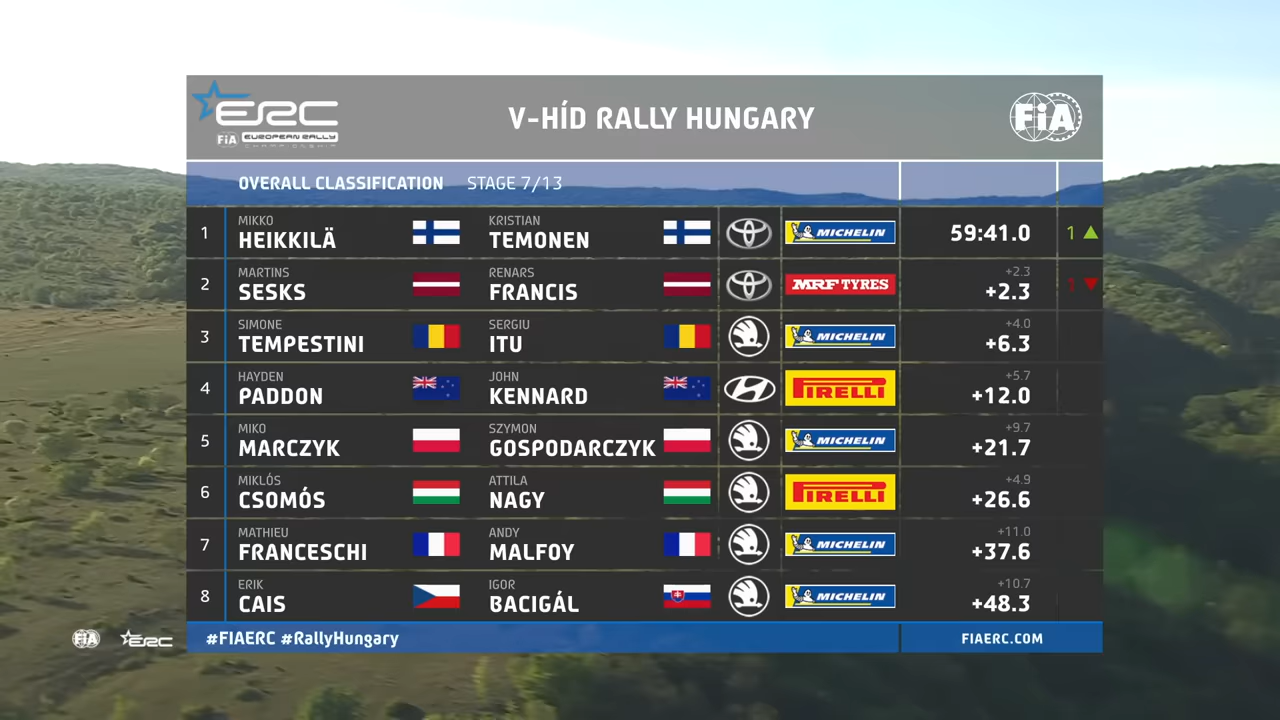 ERC
FIA EUROPEAN RALLY
CHAMPIONSHIP
V-HÍD RALLY HUNGARY
FIA
OVERALL CLASSIFICATION STAGE 7/13
1 MIKKO HEIKKILÄ KRISTIAN TEMONEN MICHELIN 59:41.0 1
2 MARTINS SESKS RENARS FRANCIS MRF TYRES +2.3 +2.3 1
3 SIMONE TEMPESTINI SERGIU ITU MICHELIN +4.0 +6.3
4 HAYDEN PADDON JOHN KENNARD PIRELLI +5.7 +12.0
5 MIKO MARCZYK SZYMON GOSPODARCZYK MICHELIN +9.7 +21.7
6 MIKLÓS CSOMÓS ATTILA NAGY PIRELLI +4.9 +26.6
7 MATHIEU FRANCESCHI ANDY MALFOY MICHELIN +11.0 +37.6
8 ERIK CAIS IGOR BACIGÁL MICHELIN +10.7 +48.3
FIA ERC #FIAERC #RallyHungary FIAERC.COM